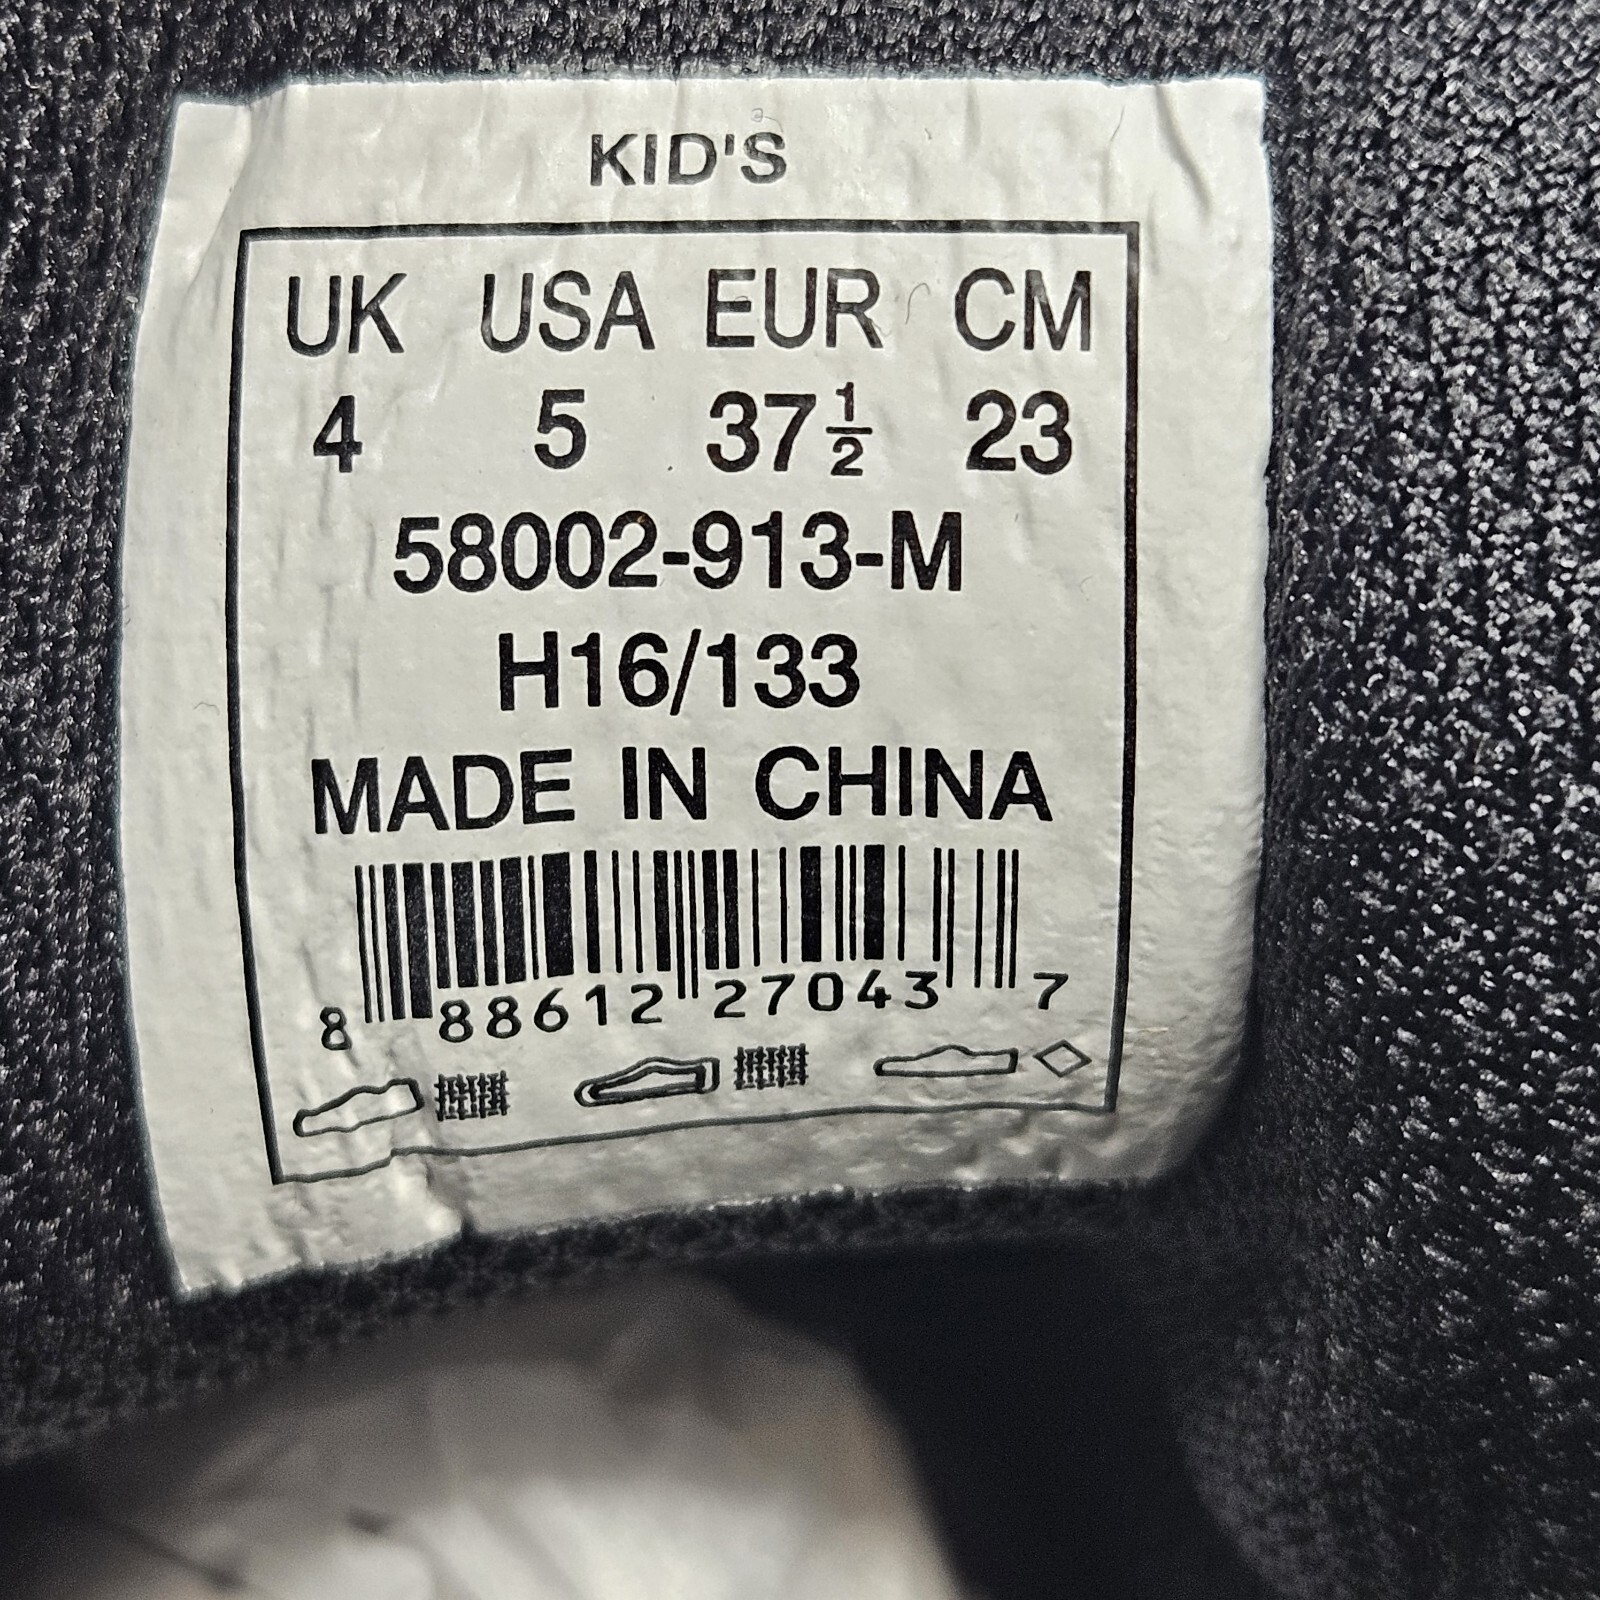 KID'S
UK USA EUR CM
4 5 37½ 23
58002-913-M
H16/133
MADE IN CHINA
8 88612 27043 7